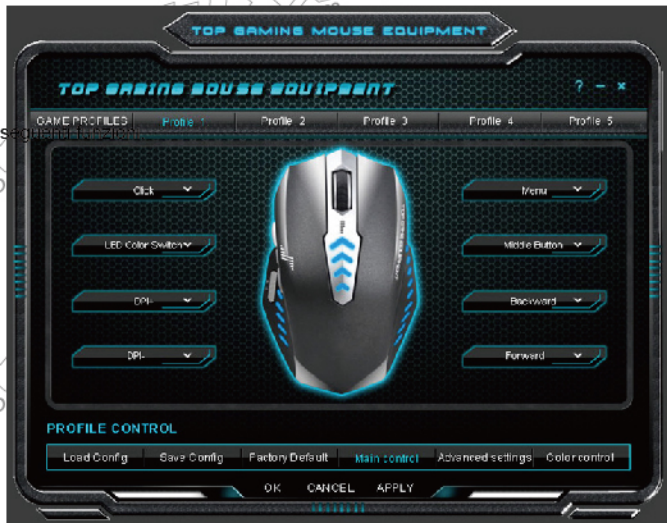 TOP GAMING MOUSE EQUIPMENT
TOP GAMING MOUSE EQUIPMENT
? – ×
GAME PROFILES Profile 1 Profile 2 Profile 3 Profile 4 Profile 5
Click Menu
LED Color Switch Middle Button
DPI- Backward
DPI- Forward
PROFILE CONTROL
Load Config Save Config Factory Default Main control Advanced settings Color control
OK CANCEL APPLY